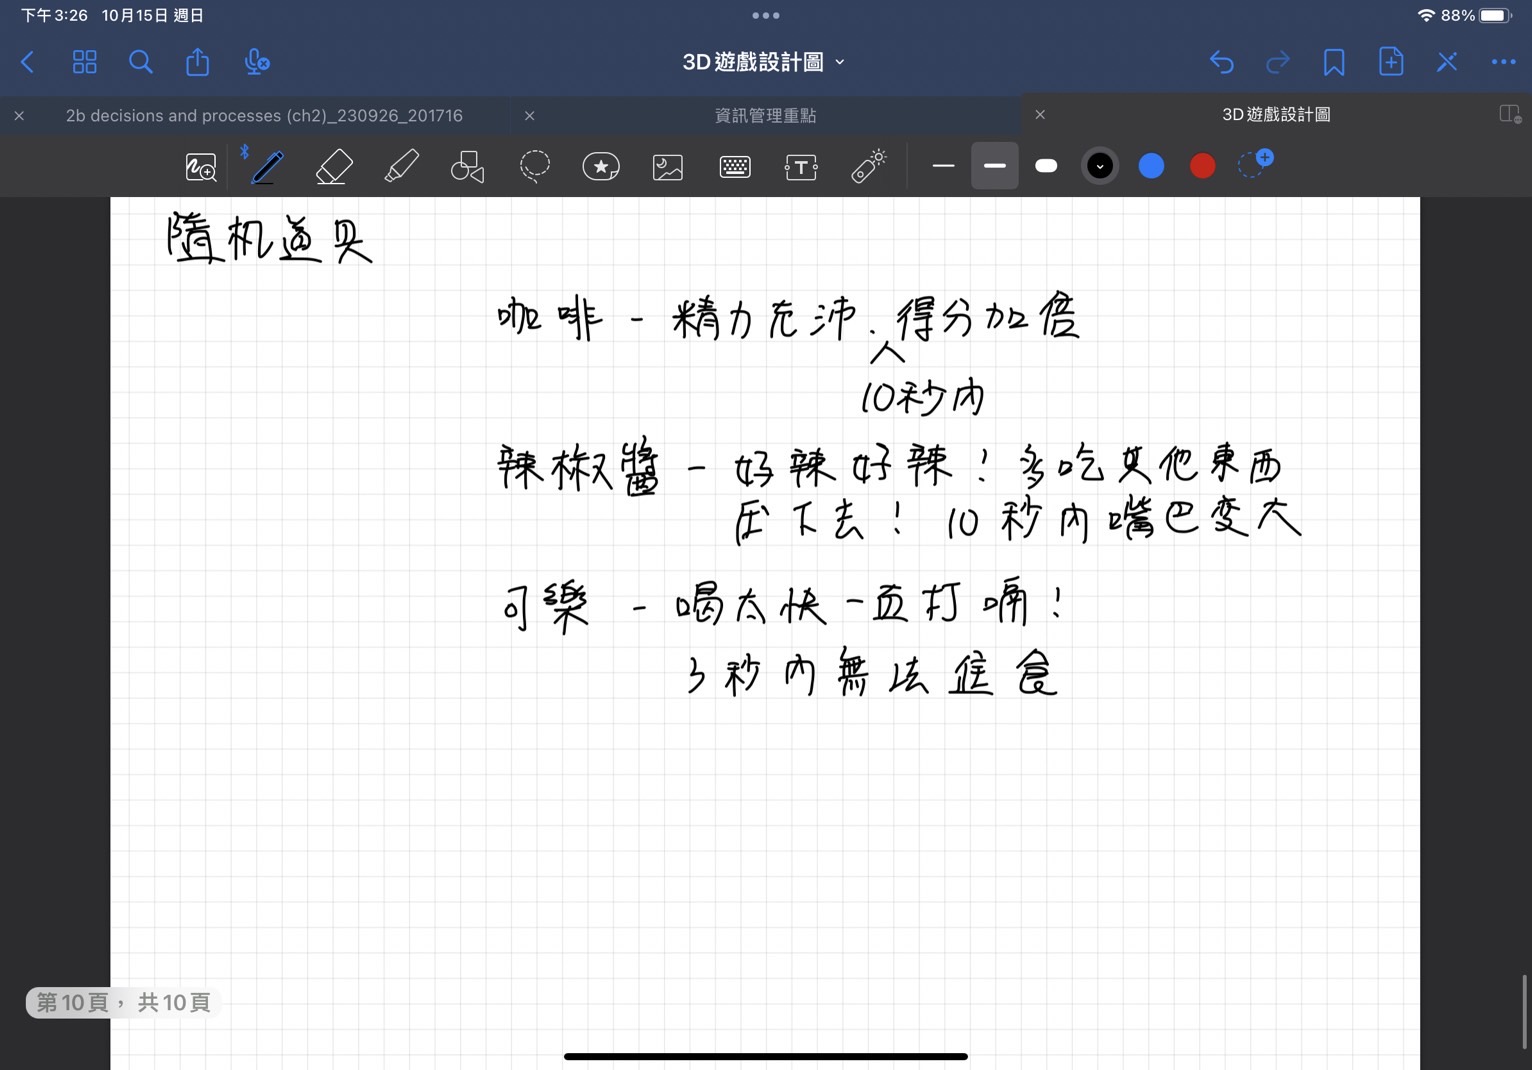 下午3:26 10月15日 週日
88%
3D遊戲設計圖
2b decisions and processes (ch2)_230926_201716
資訊管理重點
3D遊戲設計圖
隨机道具
咖啡 - 精力充沛、得分加倍
10秒內
辣椒醬 - 好辣好辣！多吃其他東西
压下去！10秒內嘴巴变大
可樂 - 喝太快一直打嗝！
3秒內無法進食
第10頁，共10頁